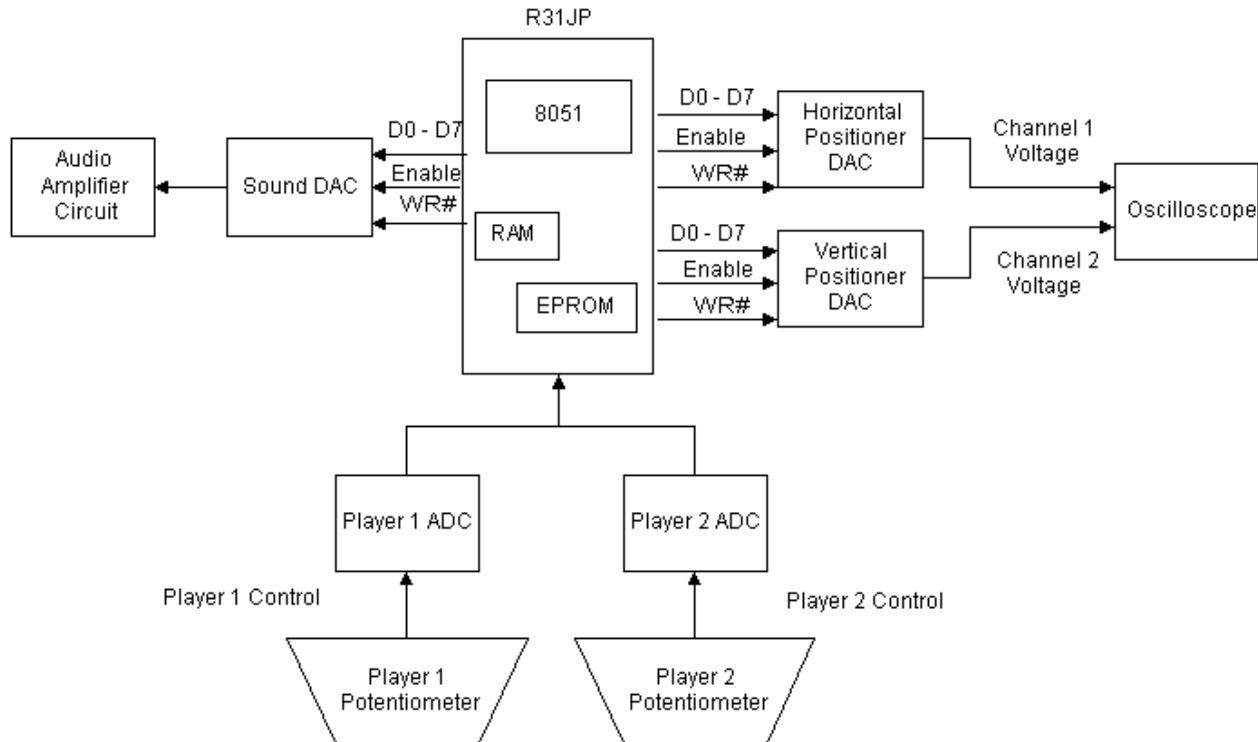 R31JP
8051
RAM
EPROM
D0 - D7
Enable
WR#
Sound DAC
Audio
Amplifier
Circuit
D0 - D7
Enable
WR#
Horizontal
Positioner
DAC
Channel 1
Voltage
D0 - D7
Enable
WR#
Vertical
Positioner
DAC
Channel 2
Voltage
Oscilloscope
Player 1 ADC
Player 2 ADC
Player 1 Control
Player 2 Control
Player 1
Potentiometer
Player 2
Potentiometer